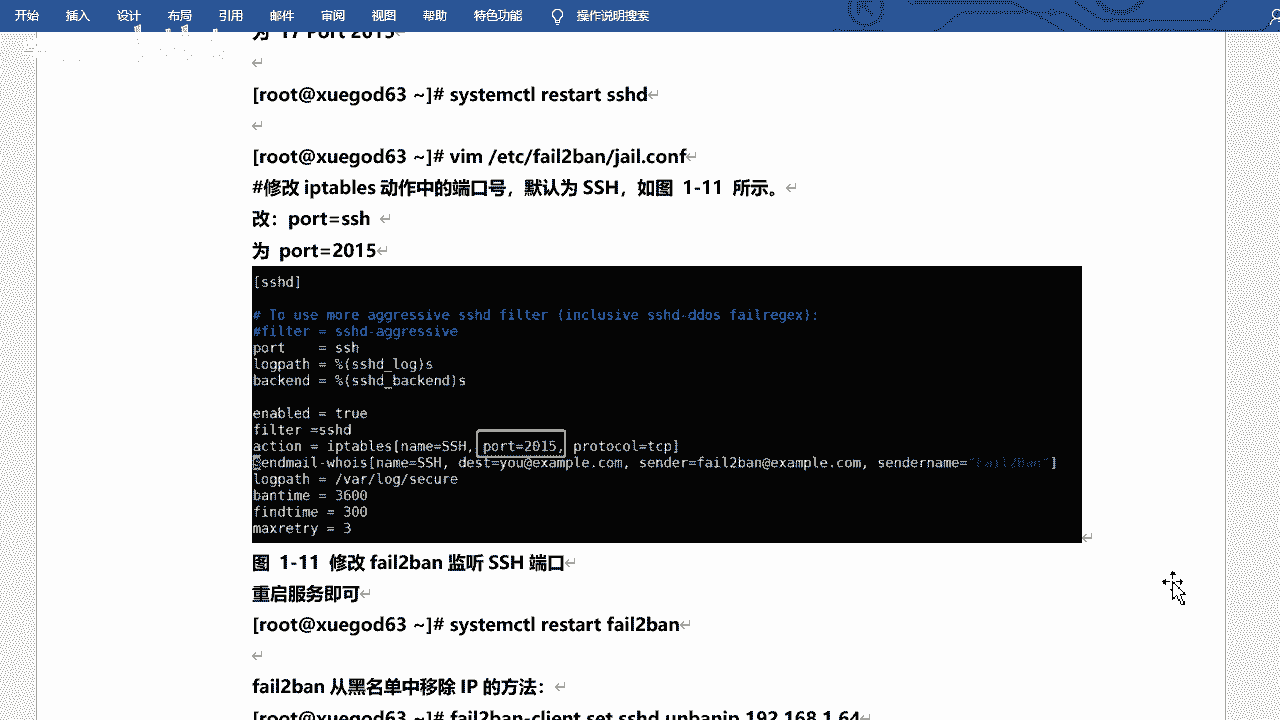 开始 插入 设计 布局 引用 邮件 审阅 视图 帮助 特色功能 操作说明搜索
为 17 Port 2015
[root@xuegod63 ~]# systemctl restart sshd
[root@xuegod63 ~]# vim /etc/fail2ban/jail.conf
#修改 iptables 动作中的端口号，默认为 SSH，如图 1-11 所示。
改：port=ssh
为 port=2015
[sshd]
# To use more aggressive sshd filter (inclusive sshd-ddos failregex):
#filter = sshd-aggressive
port = ssh
logpath = %(sshd_log)s
backend = %(sshd_backend)s
enabled = true
filter =sshd
action = iptables[name=SSH, port=2015, protocol=tcp]
sendmail-whois[name=SSH, dest=you@example.com, sender=fail2ban@example.com, sendername="Fail2Ban"]
logpath = /var/log/secure
bantime = 3600
findtime = 300
maxretry = 3
图 1-11 修改 fail2ban 监听 SSH 端口
重启服务即可
[root@xuegod63 ~]# systemctl restart fail2ban
fail2ban 从黑名单中移除 IP 的方法：
[root@xuegod63 ~]# fail2ban-client set sshd unbanip 192.168.1.64